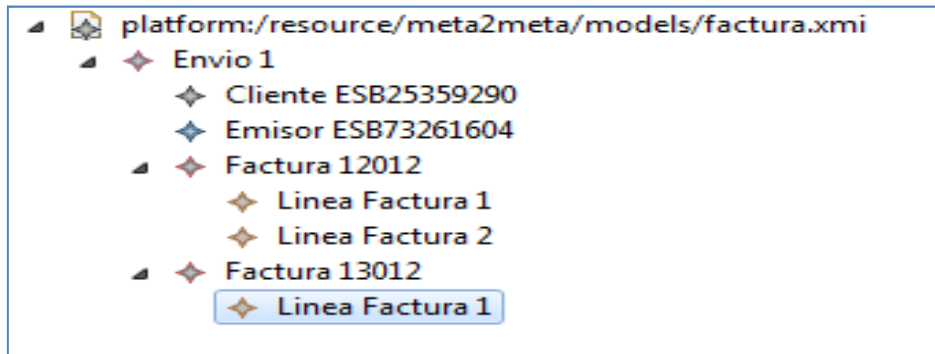 platform:/resource/meta2meta/models/factura.xmi
Envio 1
Cliente ESB25359290
Emisor ESB73261604
Factura 12012
Linea Factura 1
Linea Factura 2
Factura 13012
Linea Factura 1